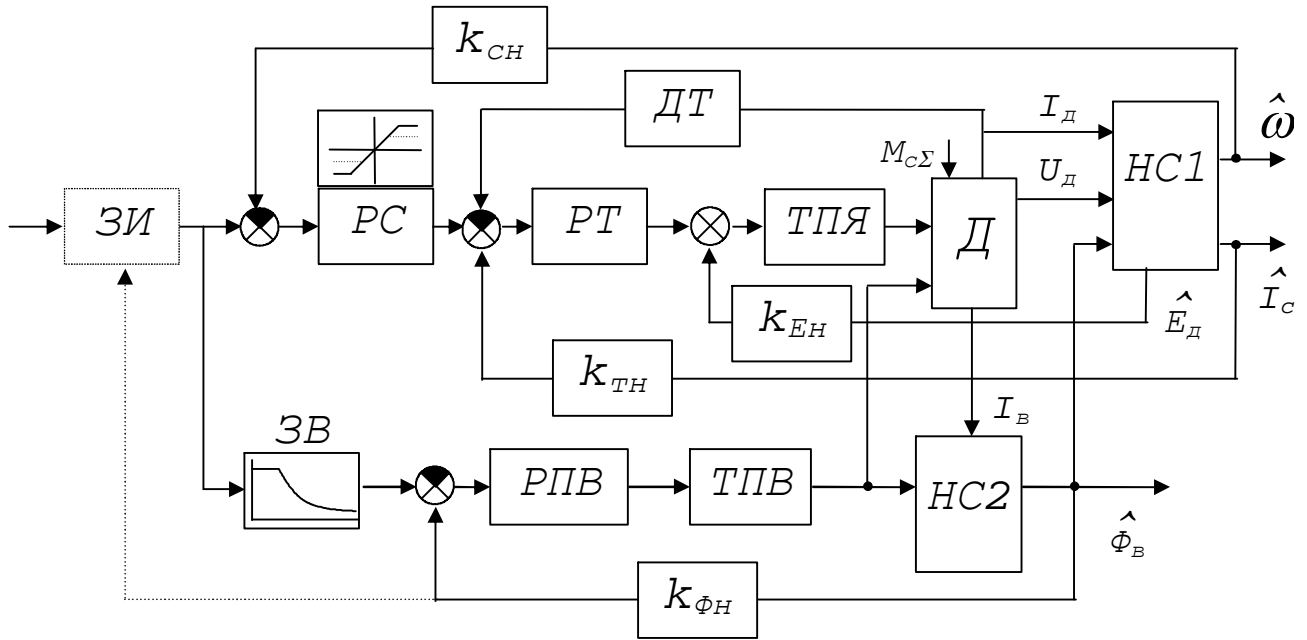 k_СН
ДТ
I_Д
ω̂
M_сΣ
U_Д
НС1
ЗИ
РС
РТ
ТПЯ
Д
k_ЕН
Ê_Д
Î_С
k_ТН
ЗВ
I_В
РПВ
ТПВ
НС2
Φ̂_В
k_ФН